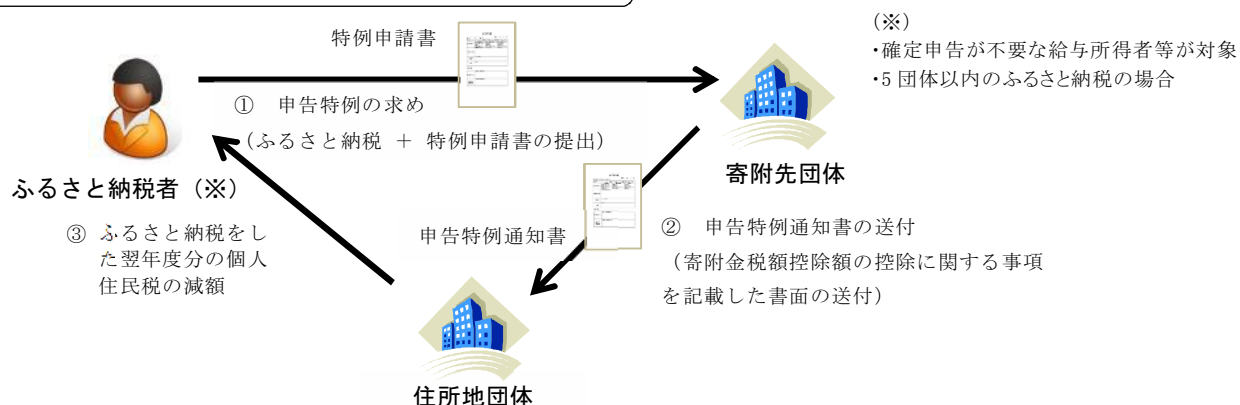 特例申請書
① 申告特例の求め
(ふるさと納税 + 特例申請書の提出)
ふるさと納税者(※)
(※)
・確定申告が不要な給与所得者等が対象
・5団体以内のふるさと納税の場合
寄附先団体
申告特例通知書
② 申告特例通知書の送付
(寄附金税額控除額の控除に関する事項
を記載した書面の送付)
③ ふるさと納税をし
た翌年度分の個人
住民税の減額
住所地団体